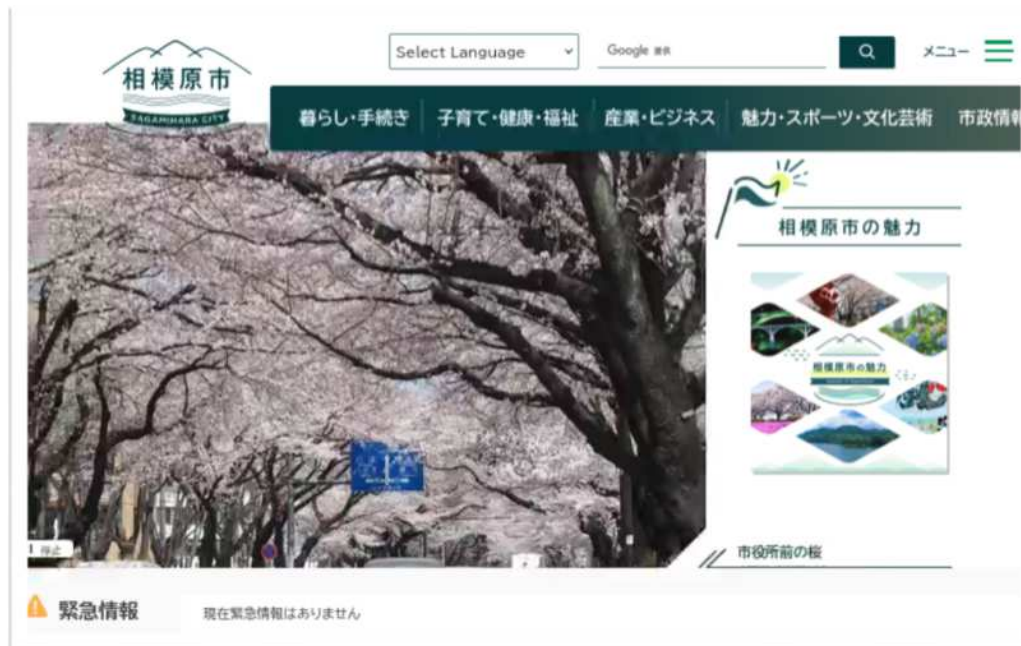 相模原市
SAGAMIHARA CITY
Select Language
Google 提供
メニュー
暮らし・手続き
子育て・健康・福祉
産業・ビジネス
魅力・スポーツ・文化芸術
市政情報
相模原市の魅力
相模原市の魅力
停止
市役所前の桜
緊急情報
現在緊急情報はありません